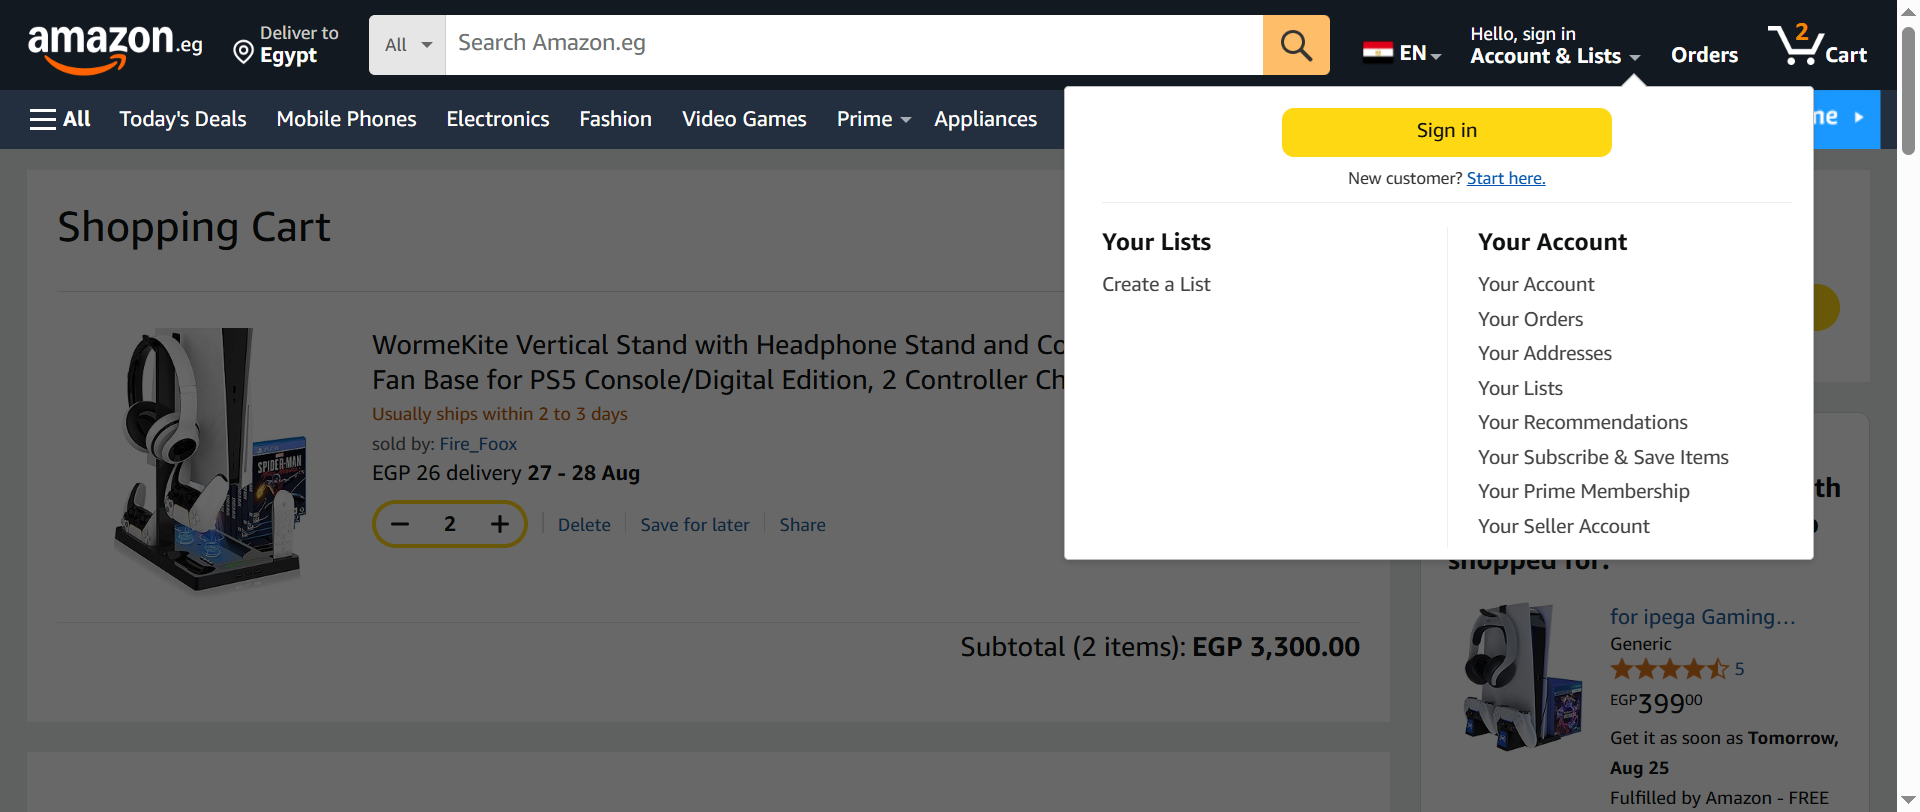 amazon.eg
Deliver to
Egypt
All
Search Amazon.eg
EN
Hello, sign in
Account & Lists
Orders
2
Cart
All
Today's Deals
Mobile Phones
Electronics
Fashion
Video Games
Prime
Appliances
ne
Sign in
New customer? Start here.
Your Lists
Create a List
Your Account
Your Account
Your Orders
Your Addresses
Your Lists
Your Recommendations
Your Subscribe & Save Items
Your Prime Membership
Your Seller Account
Shopping Cart
WormeKite Vertical Stand with Headphone Stand and Co
Fan Base for PS5 Console/Digital Edition, 2 Controller Ch
Usually ships within 2 to 3 days
sold by: Fire_Foox
EGP 26 delivery 27 - 28 Aug
2
Delete
Save for later
Share
SPIDER-MAN
Subtotal (2 items): EGP 3,300.00
th
shopped for:
for ipega Gaming...
Generic
5
EGP39900
Get it as soon as Tomorrow,
Aug 25
Fulfilled by Amazon - FREE